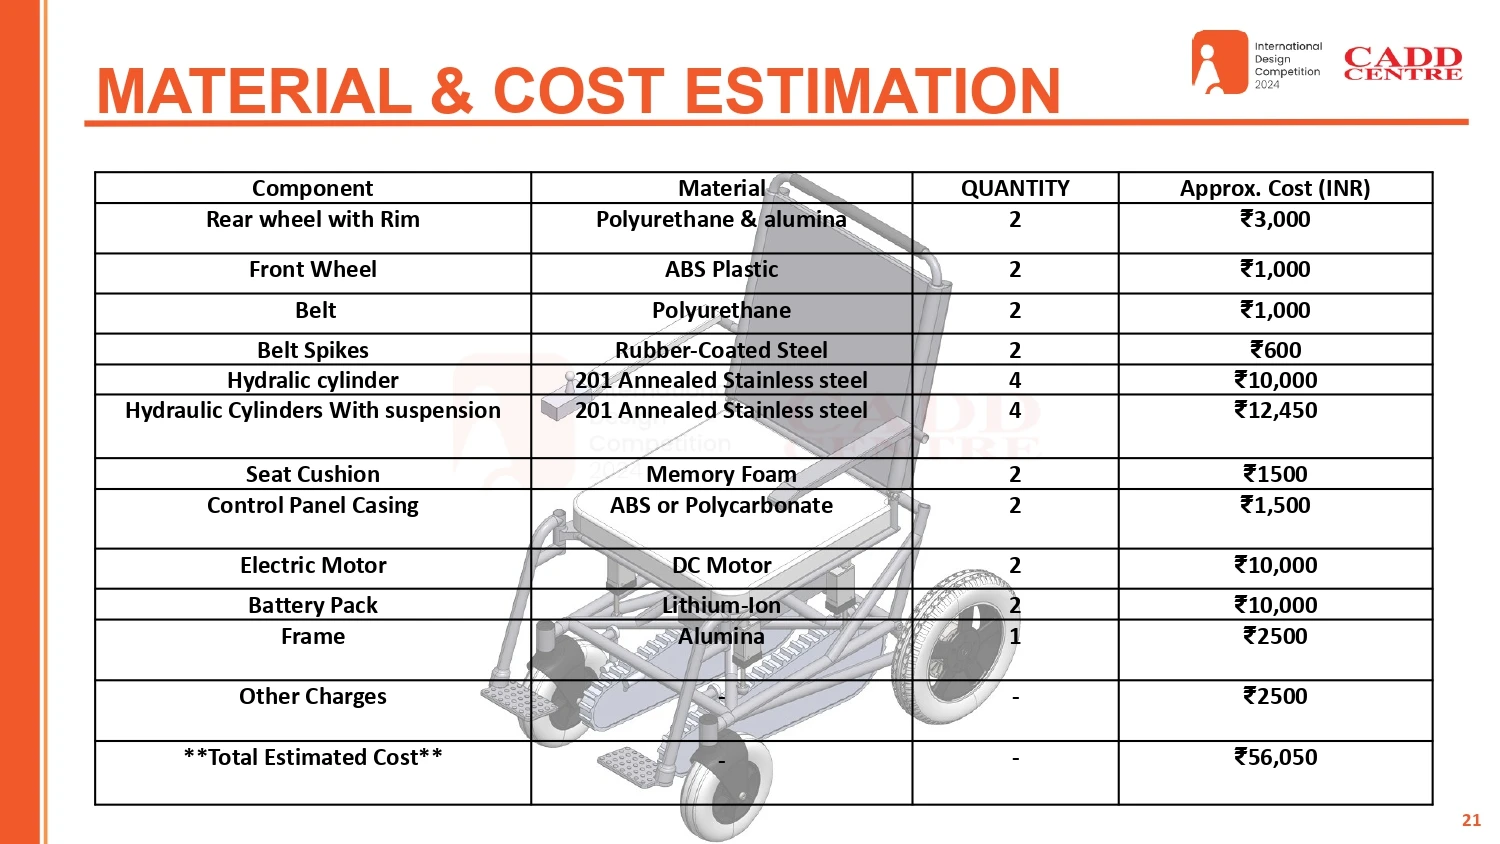 MATERIAL & COST ESTIMATION
International
Design
Competition
2024
CADD
CENTRE
Component Material QUANTITY Approx. Cost (INR)
Rear wheel with Rim Polyurethane & alumina 2 ₹3,000
Front Wheel ABS Plastic 2 ₹1,000
Belt Polyurethane 2 ₹1,000
Belt Spikes Rubber-Coated Steel 2 ₹600
Hydralic cylinder 201 Annealed Stainless steel 4 ₹10,000
Hydraulic Cylinders With suspension 201 Annealed Stainless steel 4 ₹12,450
Seat Cushion Memory Foam 2 ₹1500
Control Panel Casing ABS or Polycarbonate 2 ₹1,500
Electric Motor DC Motor 2 ₹10,000
Battery Pack Lithium-Ion 2 ₹10,000
Frame Alumina 1 ₹2500
Other Charges - - ₹2500
**Total Estimated Cost** - - ₹56,050
Design
Competition
2024
CADD
CENTRE
21